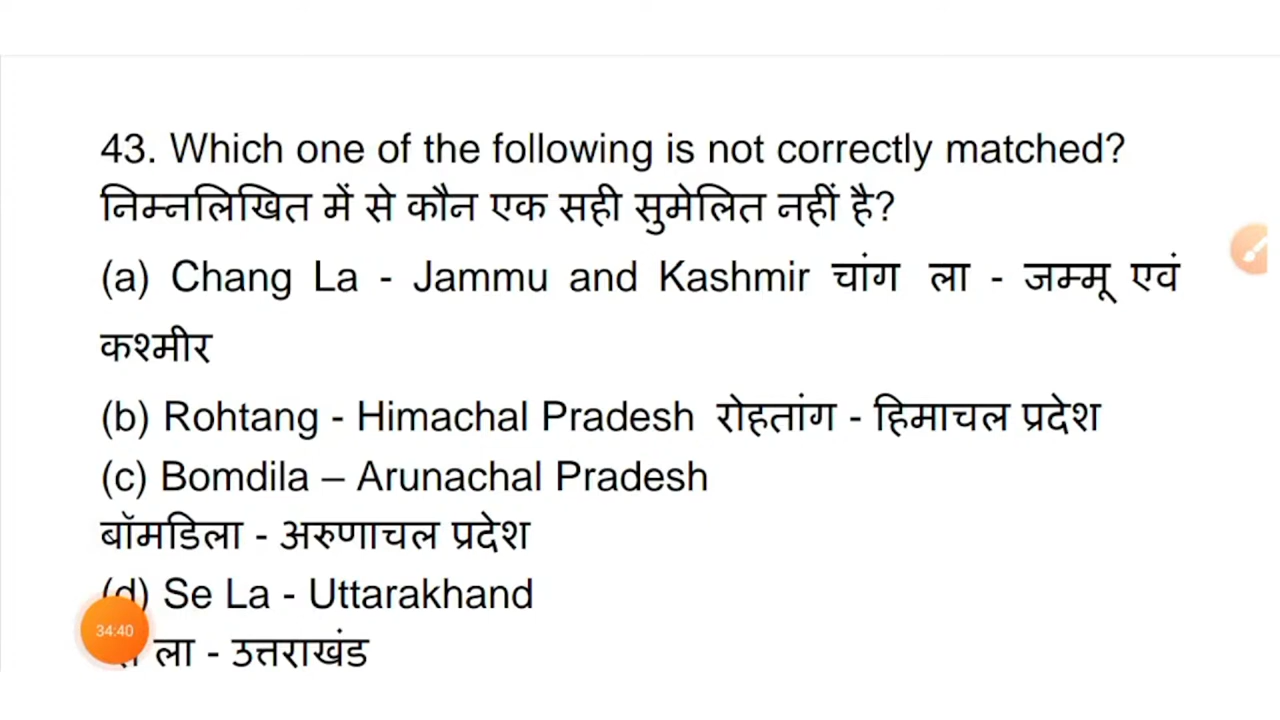 43. Which one of the following is not correctly matched?
निम्नलिखित में से कौन एक सही सुमेलित नहीं है?
(a) Chang La - Jammu and Kashmir चांग ला - जम्मू एवं
कश्मीर
(b) Rohtang - Himachal Pradesh रोहतांग - हिमाचल प्रदेश
(c) Bomdila – Arunachal Pradesh
बॉमडिला - अरुणाचल प्रदेश
(d) Se La - Uttarakhand
34:40
ला - उत्तराखंड